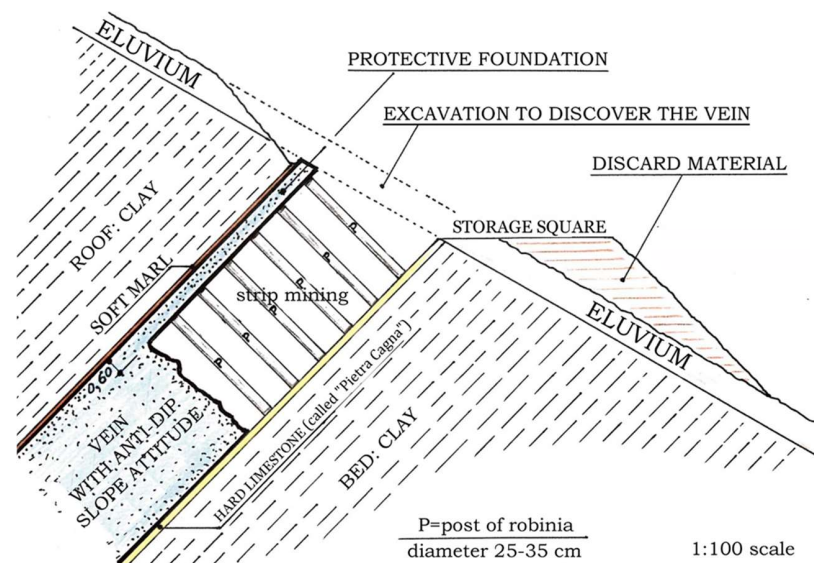 ELUVIUM
PROTECTIVE FOUNDATION
EXCAVATION TO DISCOVER THE VEIN
DISCARD MATERIAL
STORAGE SQUARE
ROOF: CLAY
SOFT MARL
P
P
P
P
P
P
strip mining
0,60
ELUVIUM
VEIN
WITH ANTI-DIP
SLOPE ATTITUDE
HARD LIMESTONE (called "Pietra Cagna")
BED: CLAY
P=post of robinia
diameter 25-35 cm
1:100 scale